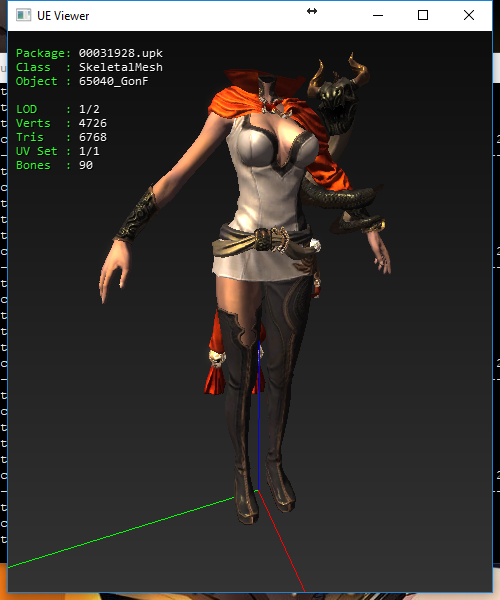 UE Viewer
Package: 00031928.upk
Class : SkeletalMesh
Object : 65040_GonF
LOD : 1/2
Verts : 4726
Tris : 6768
UV Set : 1/1
Bones : 90